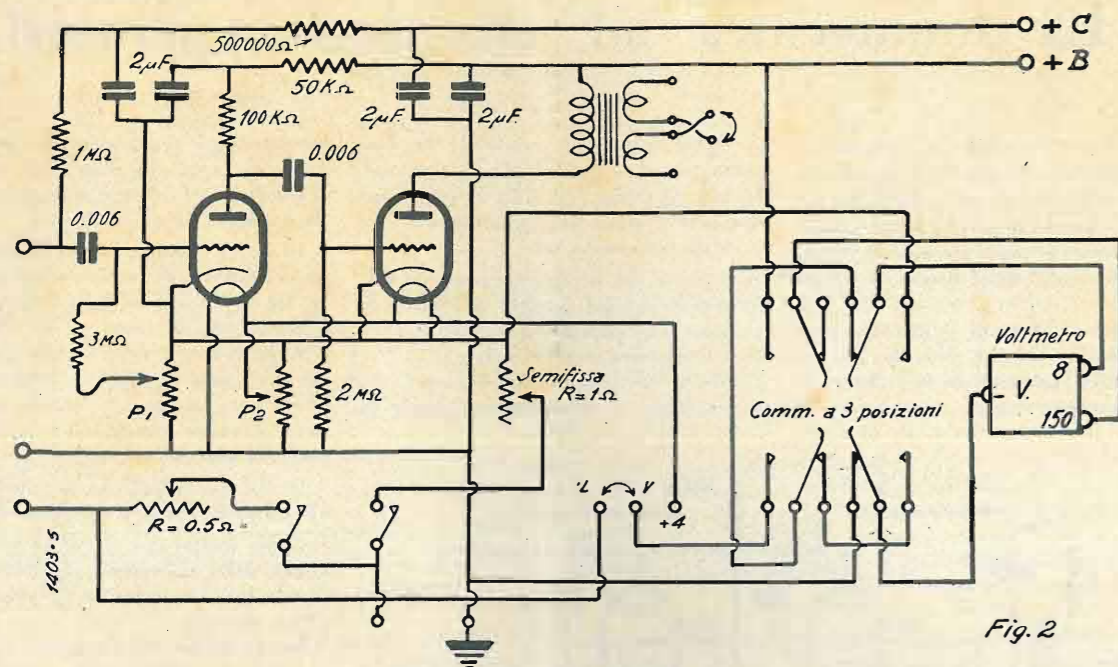 + C
500000Ω
+ B
2μF.
50KΩ
100KΩ
2μF.
2μF.
1MΩ
0.006
0.006
Voltmetro
8
- V.
150
3MΩ
Semifissa
R=1Ω
P1
P2
2MΩ
Comm. a 3 posizioni
L
V
+4
R=0.5Ω
1403·5
Fig. 2